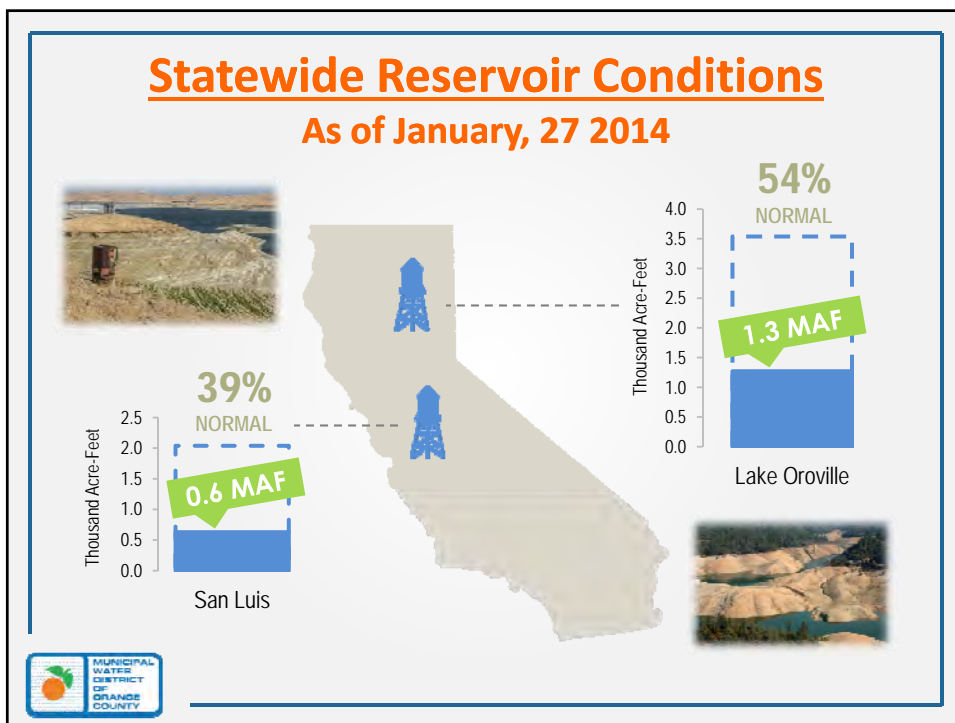 Statewide Reservoir Conditions
As of January, 27 2014
54%
NORMAL
4.0
3.5
3.0
2.5
2.0
1.5
1.0
0.5
0.0
Thousand Acre-Feet
1.3 MAF
Lake Oroville
39%
NORMAL
2.5
2.0
1.5
1.0
0.5
0.0
Thousand Acre-Feet
0.6 MAF
San Luis
MUNICIPAL
WATER
DISTRICT
OF
ORANGE
COUNTY